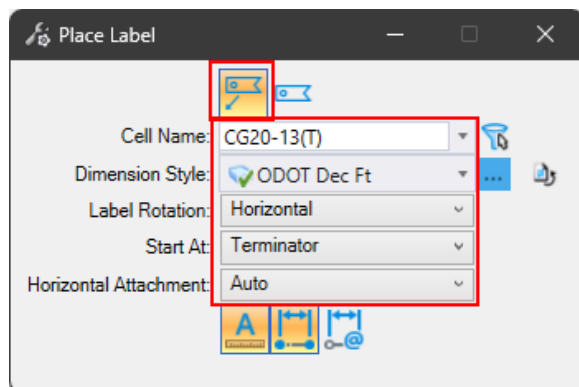 Place Label
Cell Name: CG20-13(T)
Dimension Style: ODOT Dec Ft ...
Label Rotation: Horizontal
Start At: Terminator
Horizontal Attachment: Auto
A @